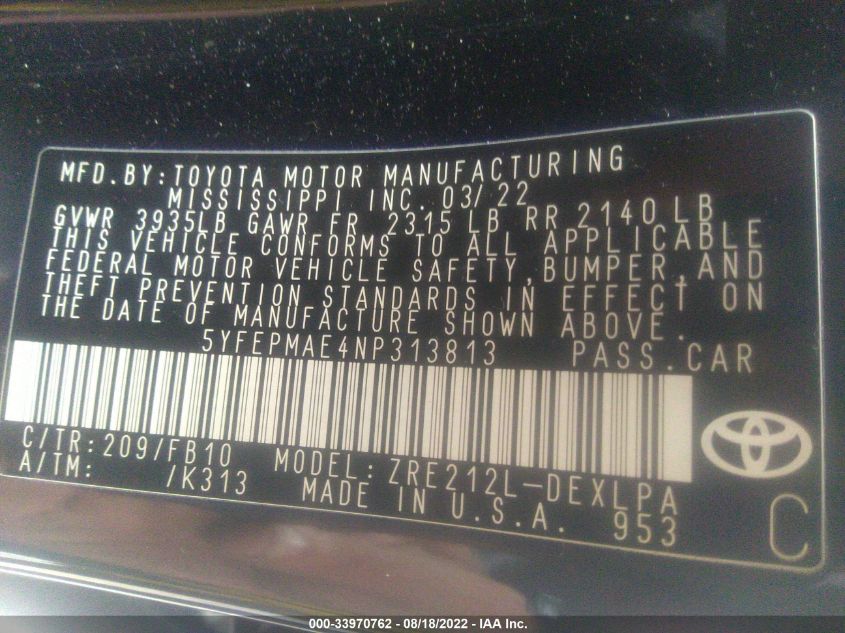 MFD.BY:TOYOTA MOTOR MANUFACTURING
MISSISSIPPI INC. 03/22
GVWR 3935LB GAWR FR 2315 LB RR 2140 LB
THIS VEHICLE CONFORMS TO ALL APPLICABLE
FEDERAL MOTOR VEHICLE SAFETY,BUMPER,AND
THEFT PREVENTION STANDARDS IN EFFECT ON
THE DATE OF MANUFACTURE SHOWN ABOVE.
5YFEPMAE4NP313813 PASS.CAR
C/TR:209/FB10 MODEL:ZRE212L-DEXLPA
A/TM: /K313 MADE IN U.S.A. 953
C
000-33970762 - 08/18/2022 - IAA Inc.